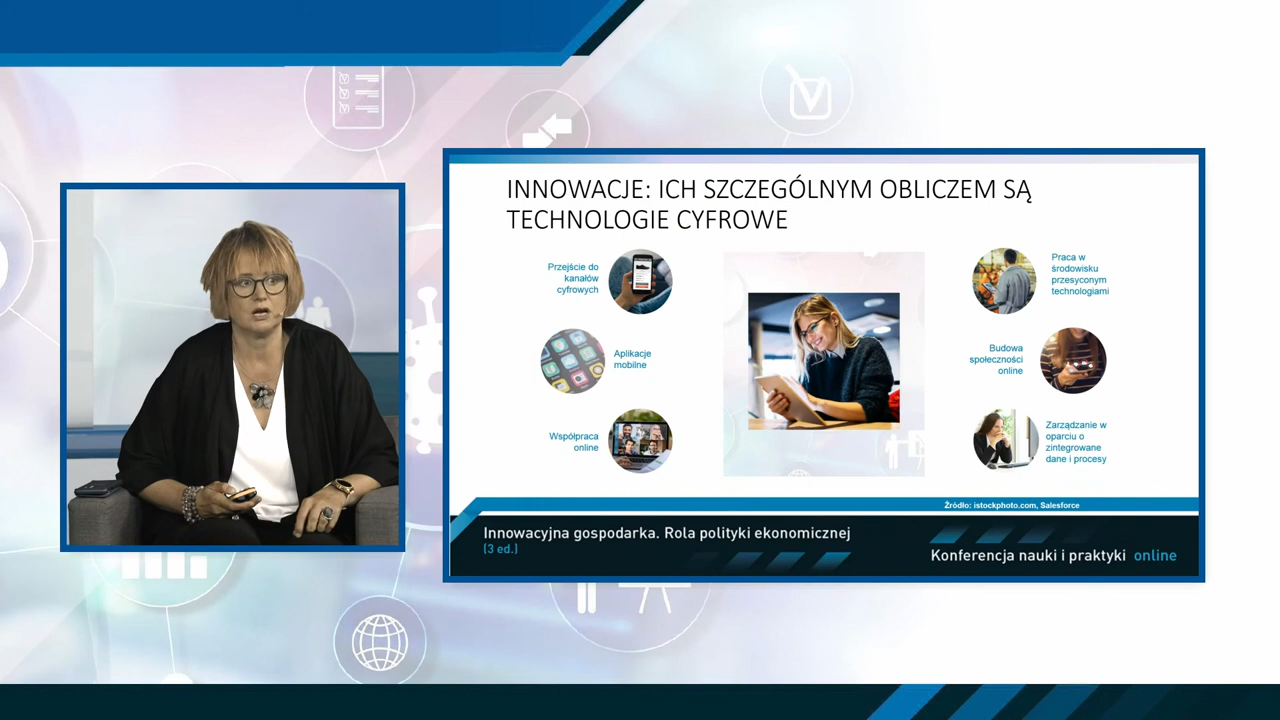 INNOWACJE: ICH SZCZEGÓLNYM OBLICZEM SĄ
TECHNOLOGIE CYFROWE
Przejście do
kanałów
cyfrowych
Aplikacje
mobilne
Współpraca
online
Praca w
środowisku
przesyconym
technologiami
Budowa
społeczności
online
Zarządzanie w
oparciu o
zintegrowane
dane i procesy
Źródło: istockphoto.com, Salesforce
Innowacyjna gospodarka. Rola polityki ekonomicznej
(3 ed.)
Konferencja nauki i praktyki online